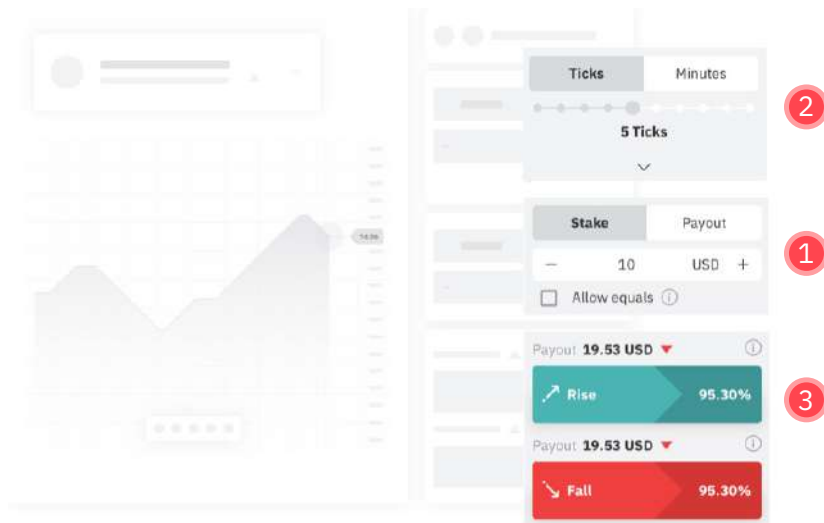 Ticks Minutes
5 Ticks
2
Stake Payout
− 10 USD +
Allow equals
1
Payout 19.53 USD
Rise 95.30%
3
Payout 19.53 USD
Fall 95.30%